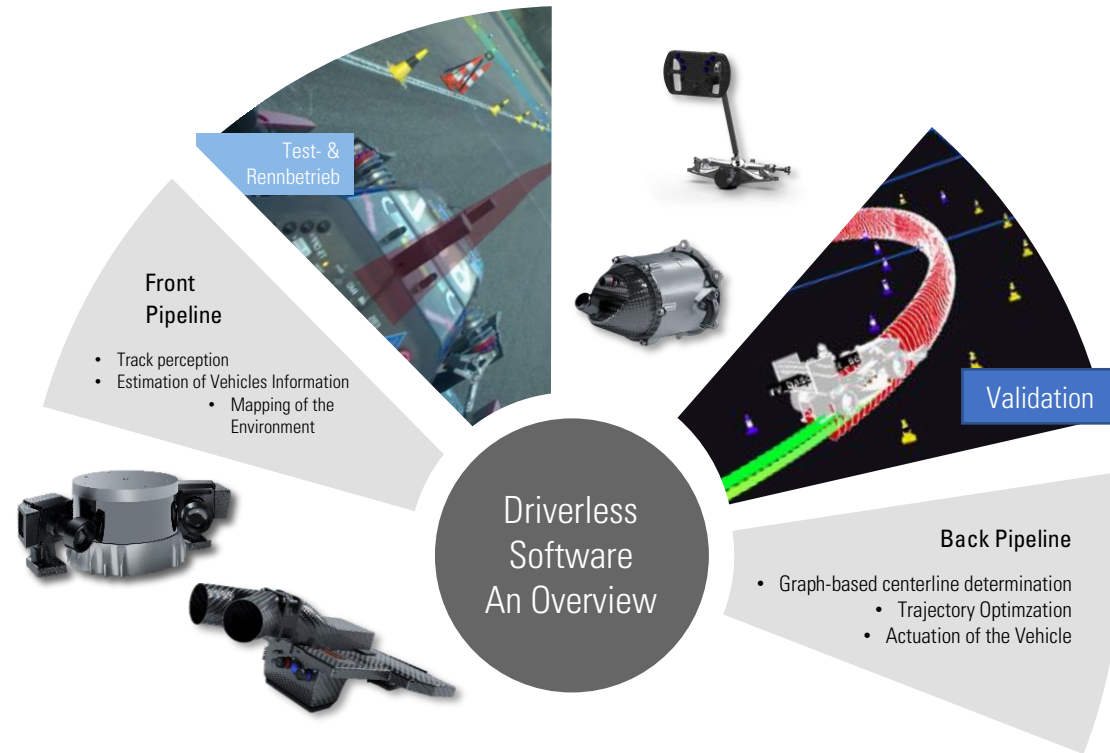 Test- &
Rennbetrieb
Front
Pipeline
• Track perception
• Estimation of Vehicles Information
• Mapping of the
Environment
Driverless
Software
An Overview
Validation
Back Pipeline
• Graph-based centerline determination
• Trajectory Optimzation
• Actuation of the Vehicle